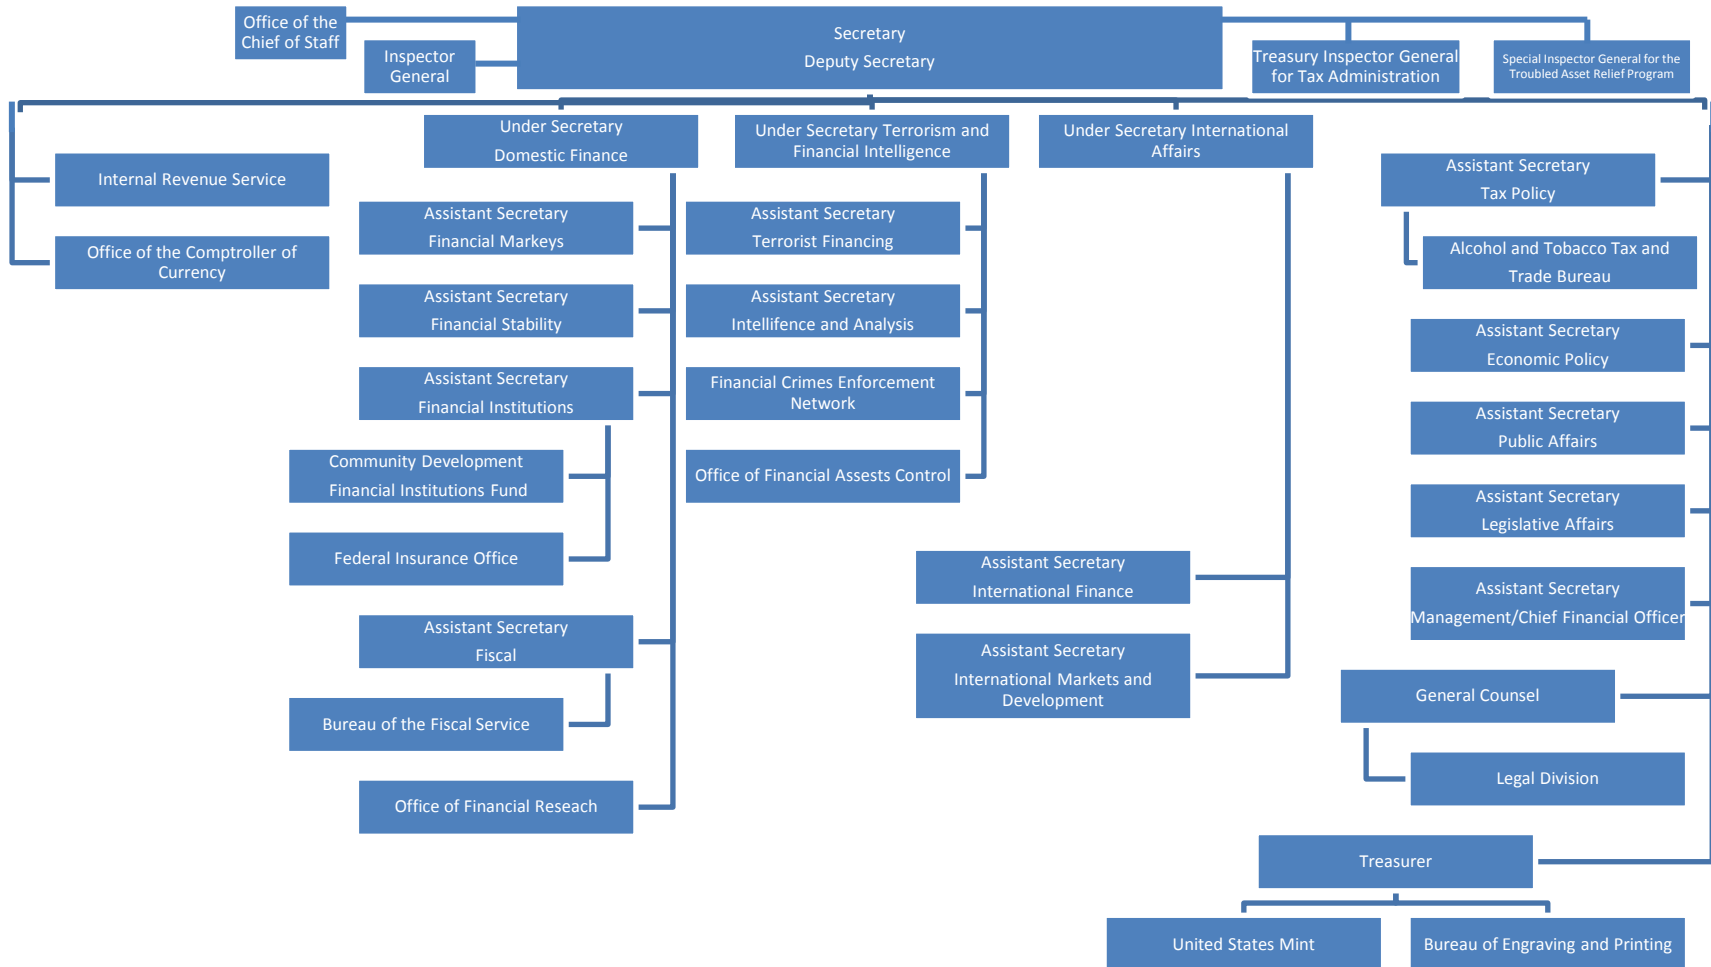 Office of the
Chief of Staff
Secretary
Deputy Secretary
Inspector
General
Treasury Inspector General
for Tax Administration
Special Inspector General for the
Troubled Asset Relief Program
Internal Revenue Service
Office of the Comptroller of
Currency
Under Secretary
Domestic Finance
Assistant Secretary
Financial Markeys
Assistant Secretary
Financial Stability
Assistant Secretary
Financial Institutions
Community Development
Financial Institutions Fund
Federal Insurance Office
Assistant Secretary
Fiscal
Bureau of the Fiscal Service
Office of Financial Reseach
Under Secretary Terrorism and
Financial Intelligence
Assistant Secretary
Terrorist Financing
Assistant Secretary
Intellifence and Analysis
Financial Crimes Enforcement
Network
Office of Financial Assests Control
Under Secretary International
Affairs
Assistant Secretary
International Finance
Assistant Secretary
International Markets and
Development
Assistant Secretary
Tax Policy
Alcohol and Tobacco Tax and
Trade Bureau
Assistant Secretary
Economic Policy
Assistant Secretary
Public Affairs
Assistant Secretary
Legislative Affairs
Assistant Secretary
Management/Chief Financial Officer
General Counsel
Legal Division
Treasurer
United States Mint
Bureau of Engraving and Printing